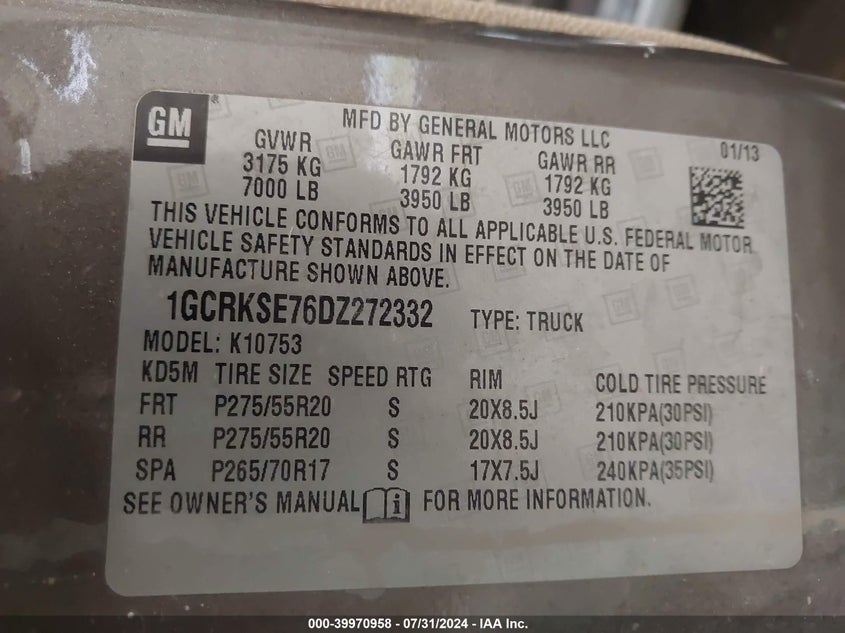 GM
MFD BY GENERAL MOTORS LLC
01/13
GVWR GAWR FRT GAWR RR
3175 KG 1792 KG 1792 KG
7000 LB 3950 LB 3950 LB
THIS VEHICLE CONFORMS TO ALL APPLICABLE U.S. FEDERAL MOTOR
VEHICLE SAFETY STANDARDS IN EFFECT ON THE DATE OF
MANUFACTURE SHOWN ABOVE.
1GCRKSE76DZ272332 TYPE: TRUCK
MODEL: K10753
KD5M TIRE SIZE SPEED RTG RIM COLD TIRE PRESSURE
FRT P275/55R20 S 20X8.5J 210KPA(30PSI)
RR P275/55R20 S 20X8.5J 210KPA(30PSI)
SPA P265/70R17 S 17X7.5J 240KPA(35PSI)
SEE OWNER'S MANUAL i FOR MORE INFORMATION.
000-39970958 - 07/31/2024 - IAA Inc.